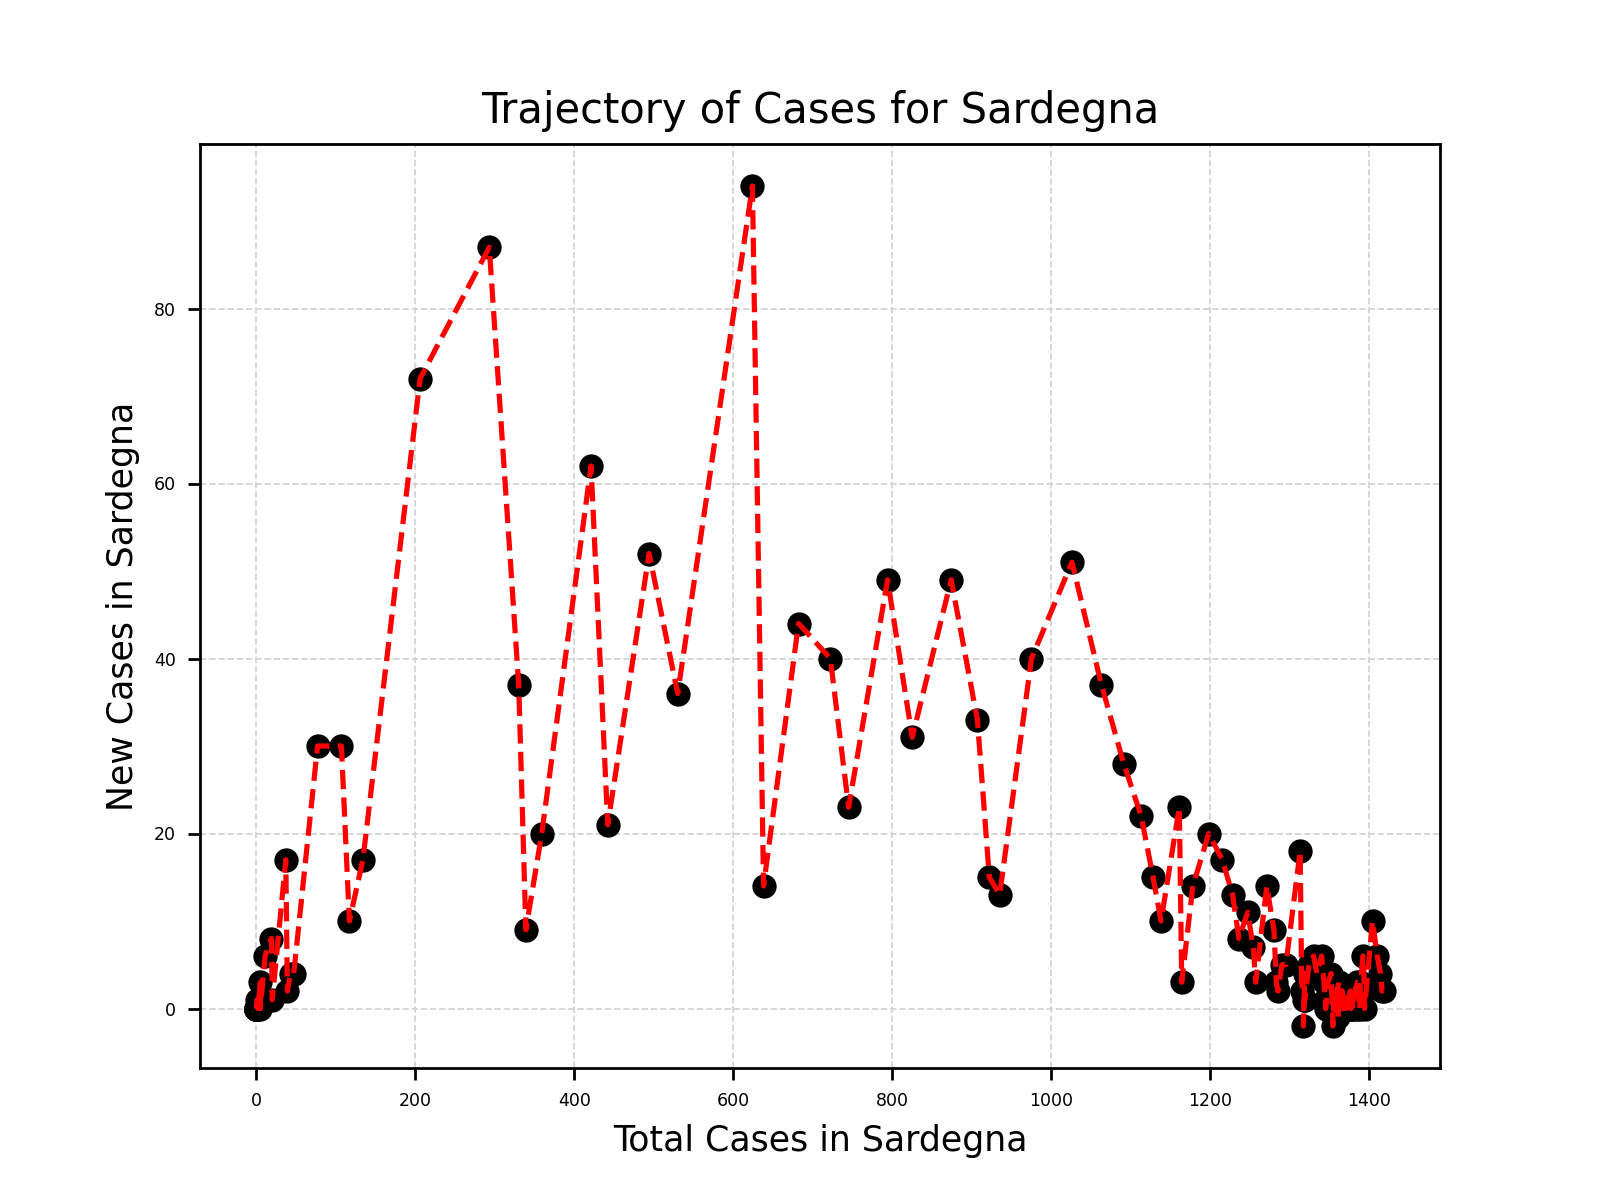 Trajectory of Cases for Sardegna
New Cases in Sardegna
80
60
40
20
0
0 200 400 600 800 1000 1200 1400
Total Cases in Sardegna